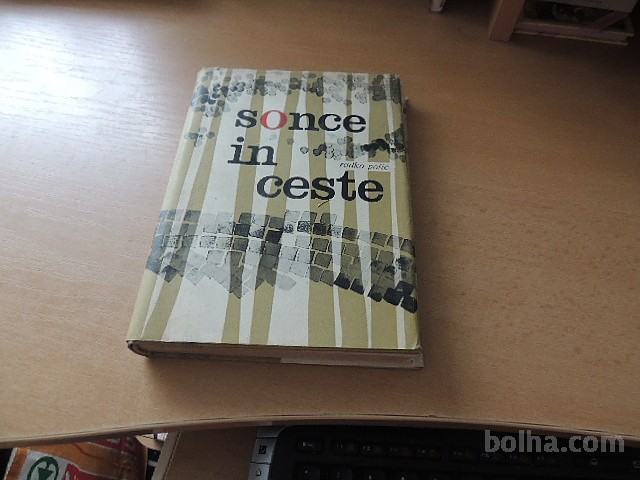 sonce
in
radko polič
ceste
bolha.com